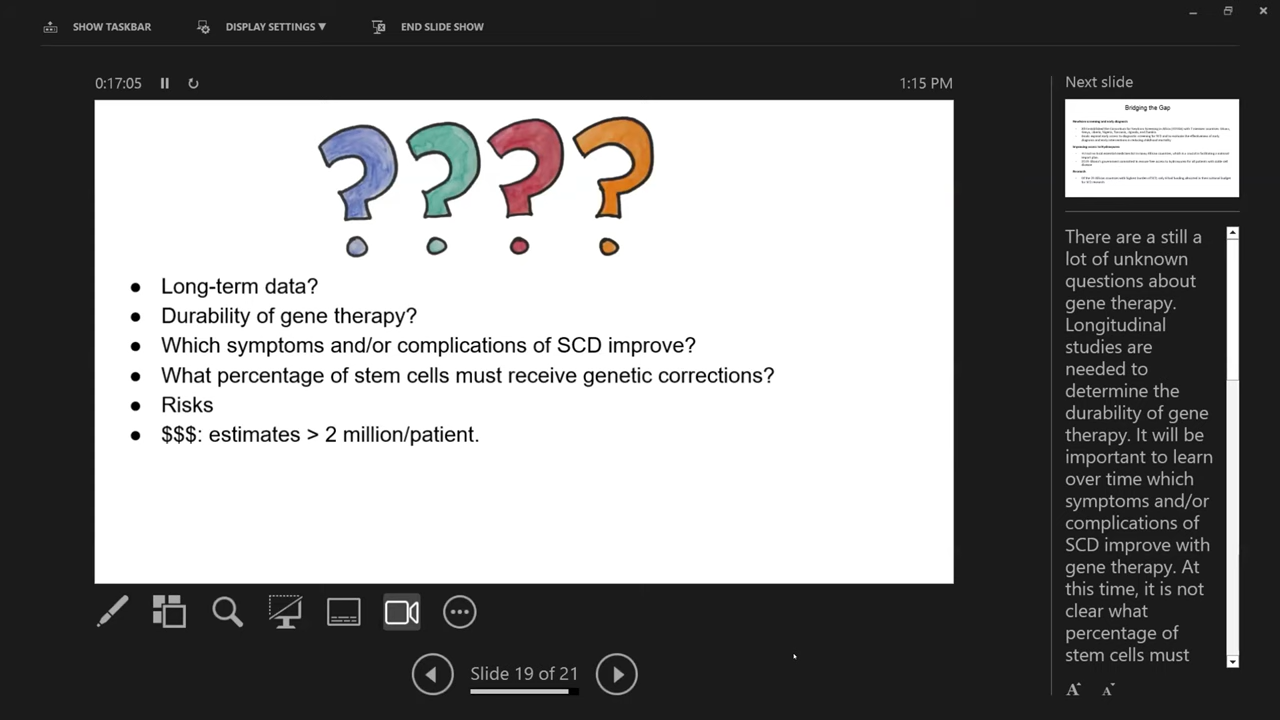 SHOW TASKBAR
DISPLAY SETTINGS ▼
END SLIDE SHOW
0:17:05
1:15 PM
? ? ? ?
● Long-term data?
● Durability of gene therapy?
● Which symptoms and/or complications of SCD improve?
● What percentage of stem cells must receive genetic corrections?
● Risks
● $$$: estimates > 2 million/patient.
Slide 19 of 21
Next slide
Bridging the Gap
There are a still a
lot of unknown
questions about
gene therapy.
Longitudinal
studies are
needed to
determine the
durability of gene
therapy. It will be
important to learn
over time which
symptoms and/or
complications of
SCD improve with
gene therapy. At
this time, it is not
clear what
percentage of
stem cells must
A A